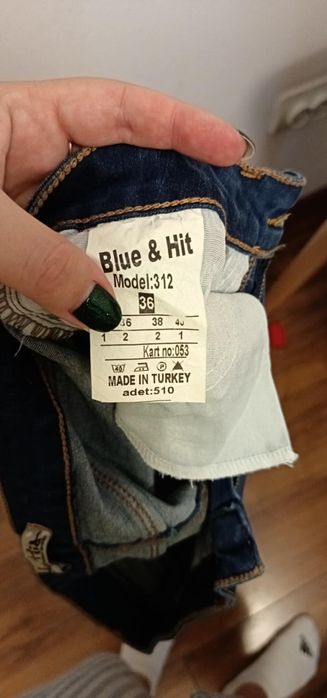 Blue & Hit
Model:312
36
36 38 40
1 2 2 1
Kart no:053
40
MADE IN TURKEY
adet:510